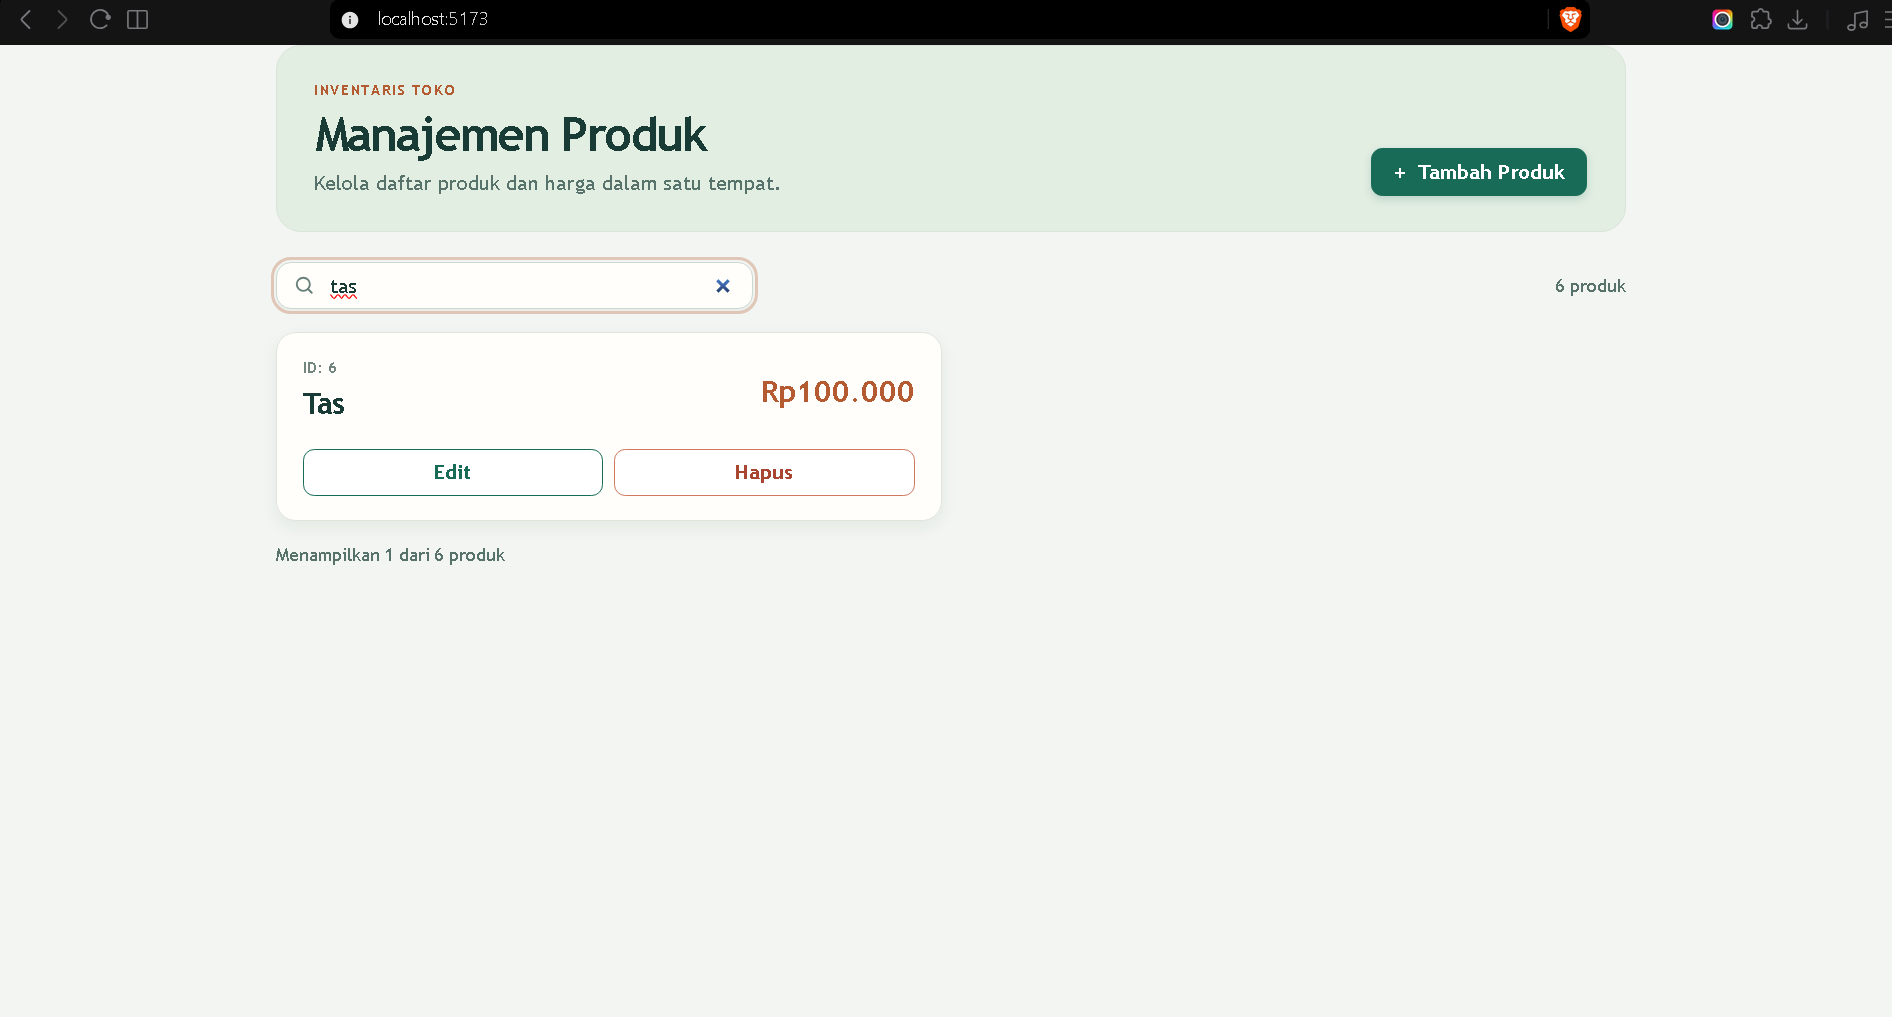 localhost:5173
INVENTARIS TOKO
Manajemen Produk
Kelola daftar produk dan harga dalam satu tempat.
+ Tambah Produk
tas
6 produk
ID: 6
Tas
Rp100.000
Edit
Hapus
Menampilkan 1 dari 6 produk